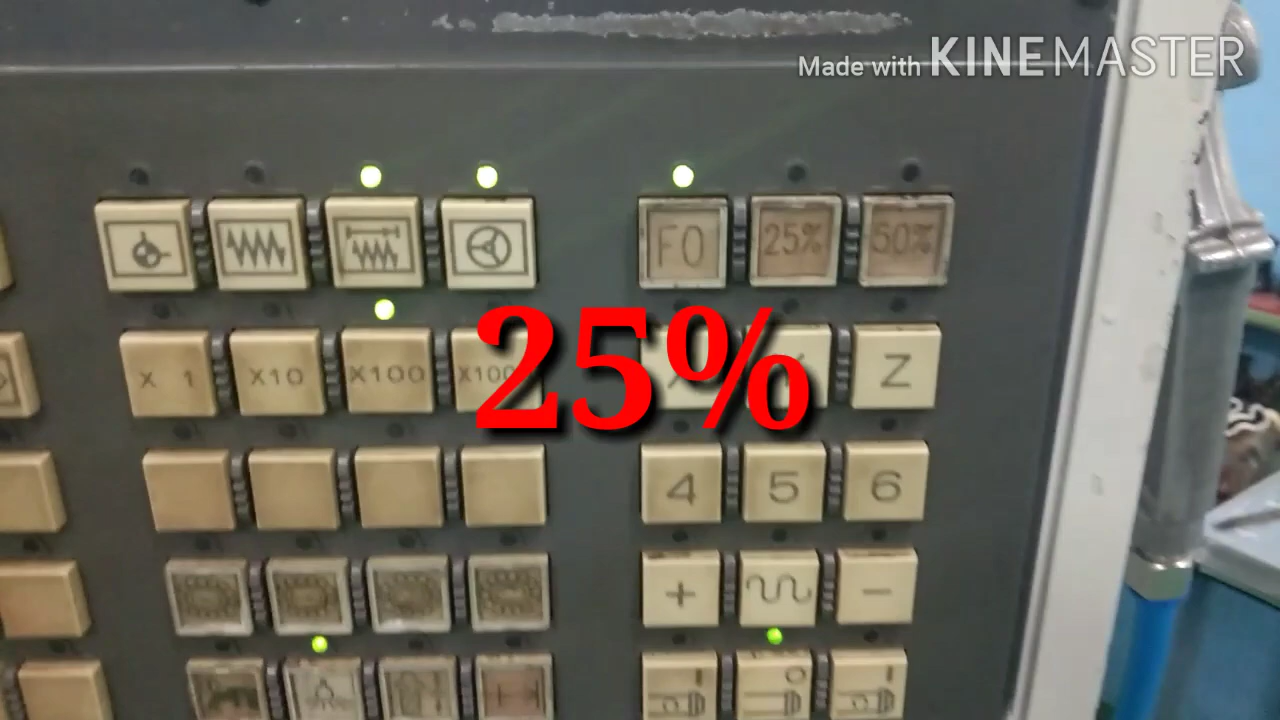 Made with KINEMASTER
F0 25% 50%
25%
X 1 X10 X100 Z
4 5 6
+ −